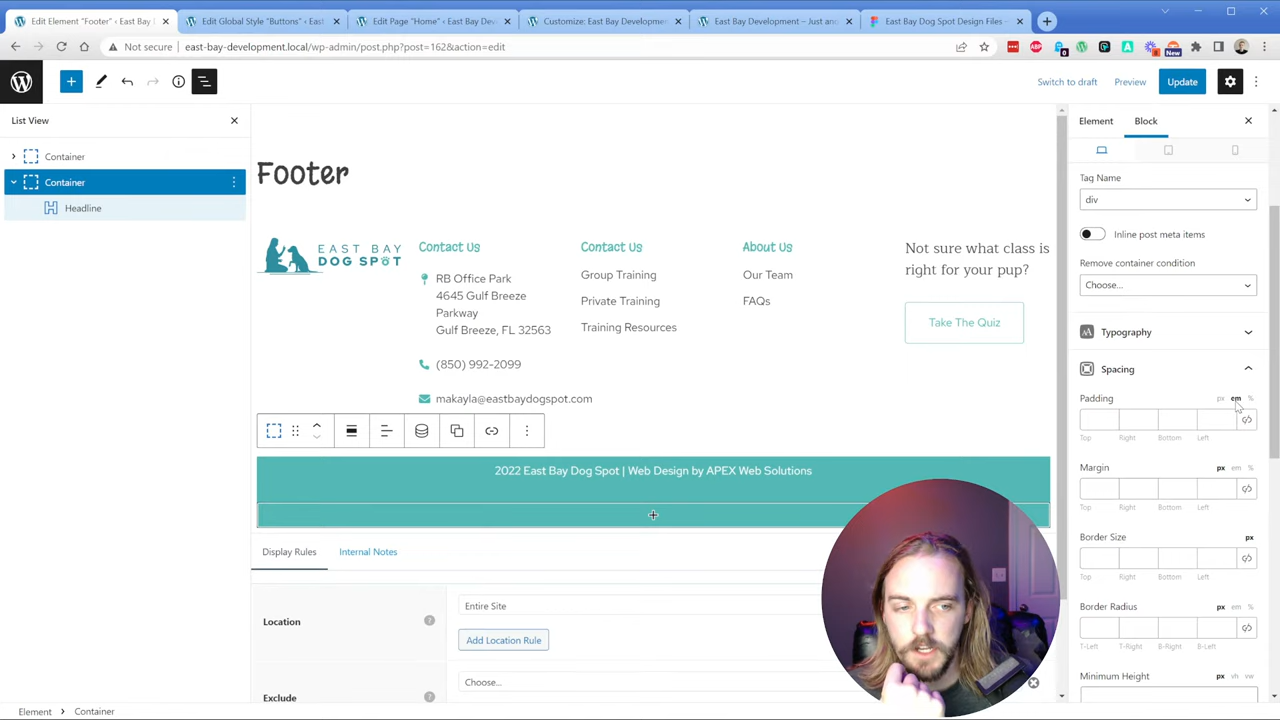 Edit Element "Footer" ‹ East Bay
Edit Global Style "Buttons" ‹ East
Edit Page "Home" ‹ East Bay Dev
Customize: East Bay Development
East Bay Development – Just an
East Bay Dog Spot Design Files –
Not secure
east-bay-development.local/wp-admin/post.php?post=162&action=edit
New
Switch to draft
Preview
Update
List View
Container
Container
Headline
Footer
EAST BAY
DOG SPOT
Contact Us
RB Office Park
4645 Gulf Breeze
Parkway
Gulf Breeze, FL 32563
(850) 992-2099
makayla@eastbaydogspot.com
Contact Us
Group Training
Private Training
Training Resources
About Us
Our Team
FAQs
Not sure what class is
right for your pup?
Take The Quiz
2022 East Bay Dog Spot | Web Design by APEX Web Solutions
Display Rules
Internal Notes
Location
Entire Site
Add Location Rule
Exclude
Choose...
Element
Container
Element
Block
Tag Name
div
Inline post meta items
Remove container condition
Choose...
Typography
Spacing
Padding
px em %
Top Right Bottom Left
Margin
px em %
Top Right Bottom Left
Border Size
px
Top Right Bottom Left
Border Radius
px em %
T-Left T-Right B-Right B-Left
Minimum Height
px vh vw